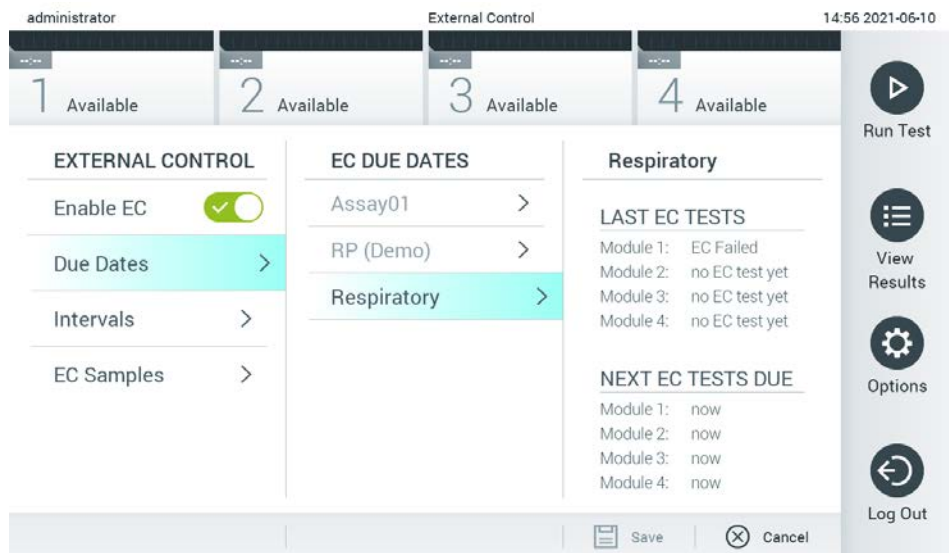 administrator
External Control
14:56 2021-06-10
--:--
1 Available
--:--
2 Available
--:--
3 Available
--:--
4 Available
EXTERNAL CONTROL
Enable EC
Due Dates
Intervals
EC Samples
EC DUE DATES
Assay01
RP (Demo)
Respiratory
Respiratory
LAST EC TESTS
Module 1: EC Failed
Module 2: no EC test yet
Module 3: no EC test yet
Module 4: no EC test yet
NEXT EC TESTS DUE
Module 1: now
Module 2: now
Module 3: now
Module 4: now
Save
Cancel
Run Test
View
Results
Options
Log Out